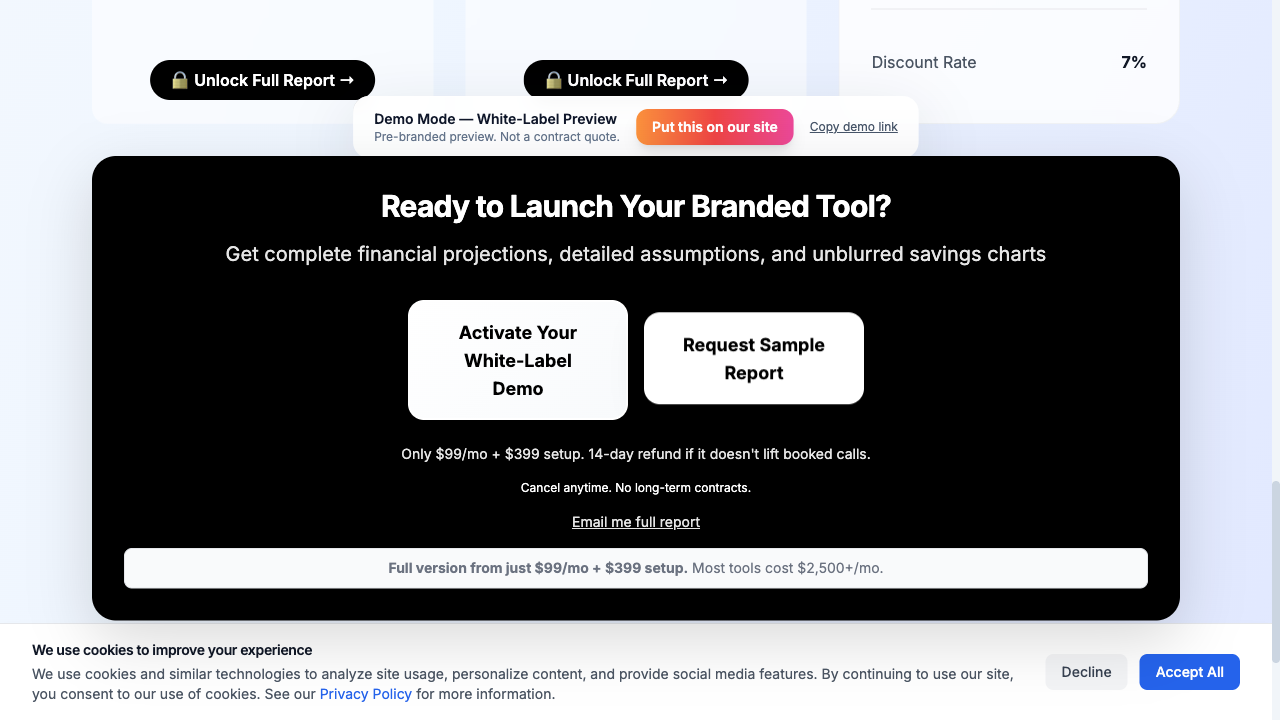 🔒 Unlock Full Report →
🔒 Unlock Full Report →
Discount Rate 7%
Demo Mode — White-Label Preview
Pre-branded preview. Not a contract quote.
Put this on our site
Copy demo link
Ready to Launch Your Branded Tool?
Get complete financial projections, detailed assumptions, and unblurred savings charts
Activate Your
White-Label
Demo
Request Sample
Report
Only $99/mo + $399 setup. 14-day refund if it doesn't lift booked calls.
Cancel anytime. No long-term contracts.
Email me full report
Full version from just $99/mo + $399 setup. Most tools cost $2,500+/mo.
We use cookies to improve your experience
We use cookies and similar technologies to analyze site usage, personalize content, and provide social media features. By continuing to use our site,
you consent to our use of cookies. See our Privacy Policy for more information.
Decline
Accept All